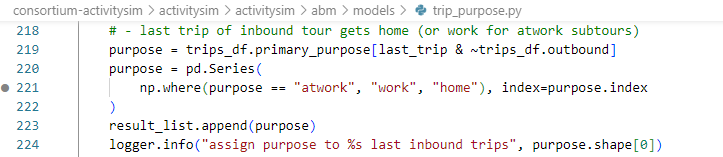 consortium-activitysim > activitysim > activitysim > abm > models > trip_purpose.py
218 # - last trip of inbound tour gets home (or work for atwork subtours)
219 purpose = trips_df.primary_purpose[last_trip & ~trips_df.outbound]
220 purpose = pd.Series(
221 np.where(purpose == "atwork", "work", "home"), index=purpose.index
222 )
223 result_list.append(purpose)
224 logger.info("assign purpose to %s last inbound trips", purpose.shape[0])